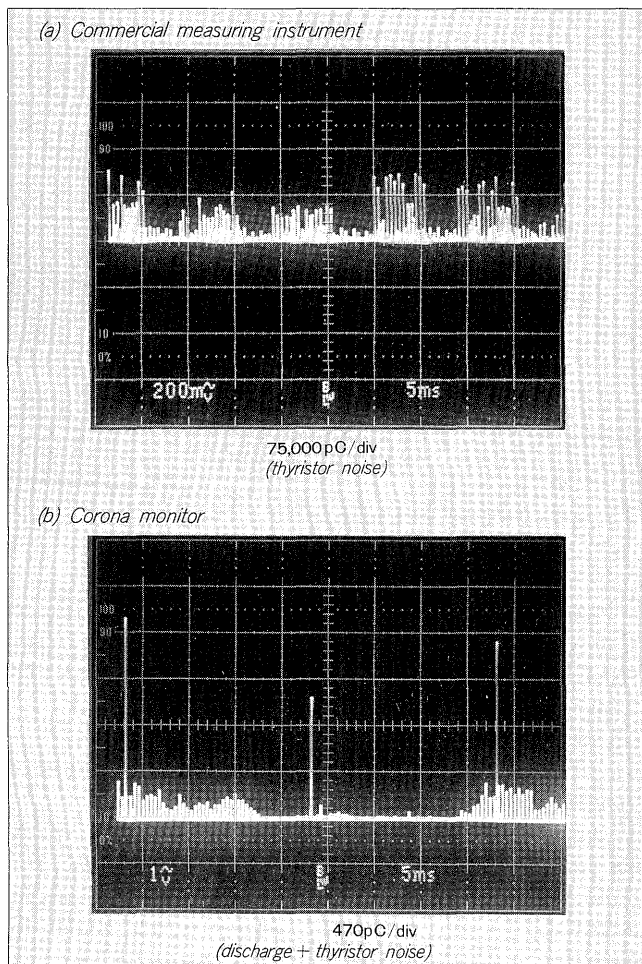 (a) Commercial measuring instrument
100
90
10
0%
200mV
5ms
75,000pC/div
(thyristor noise)
(b) Corona monitor
100
90
10
0%
5ms
470pC/div
(discharge + thyristor noise)